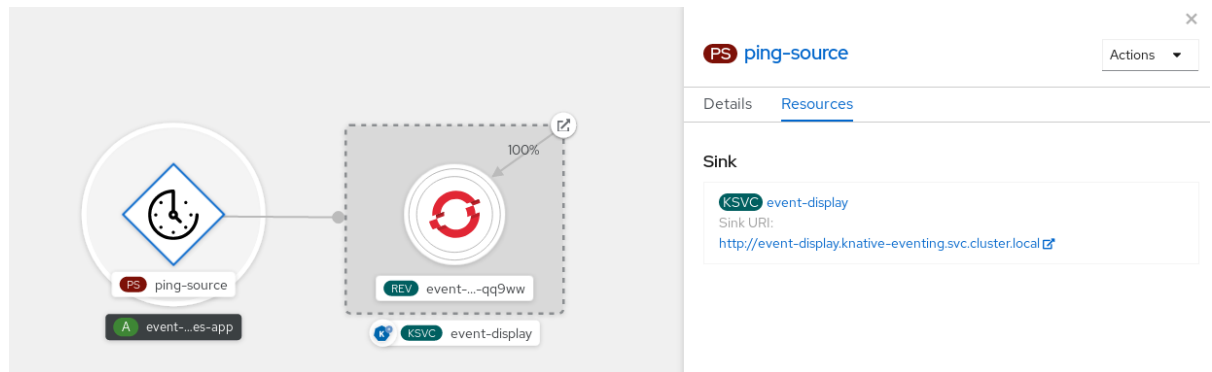 100%
PS ping-source
A event-...es-app
REV event-...-qq9ww
KSVC event-display
PS ping-source
Actions
Details Resources
Sink
KSVC event-display
Sink URI:
http://event-display.knative-eventing.svc.cluster.local